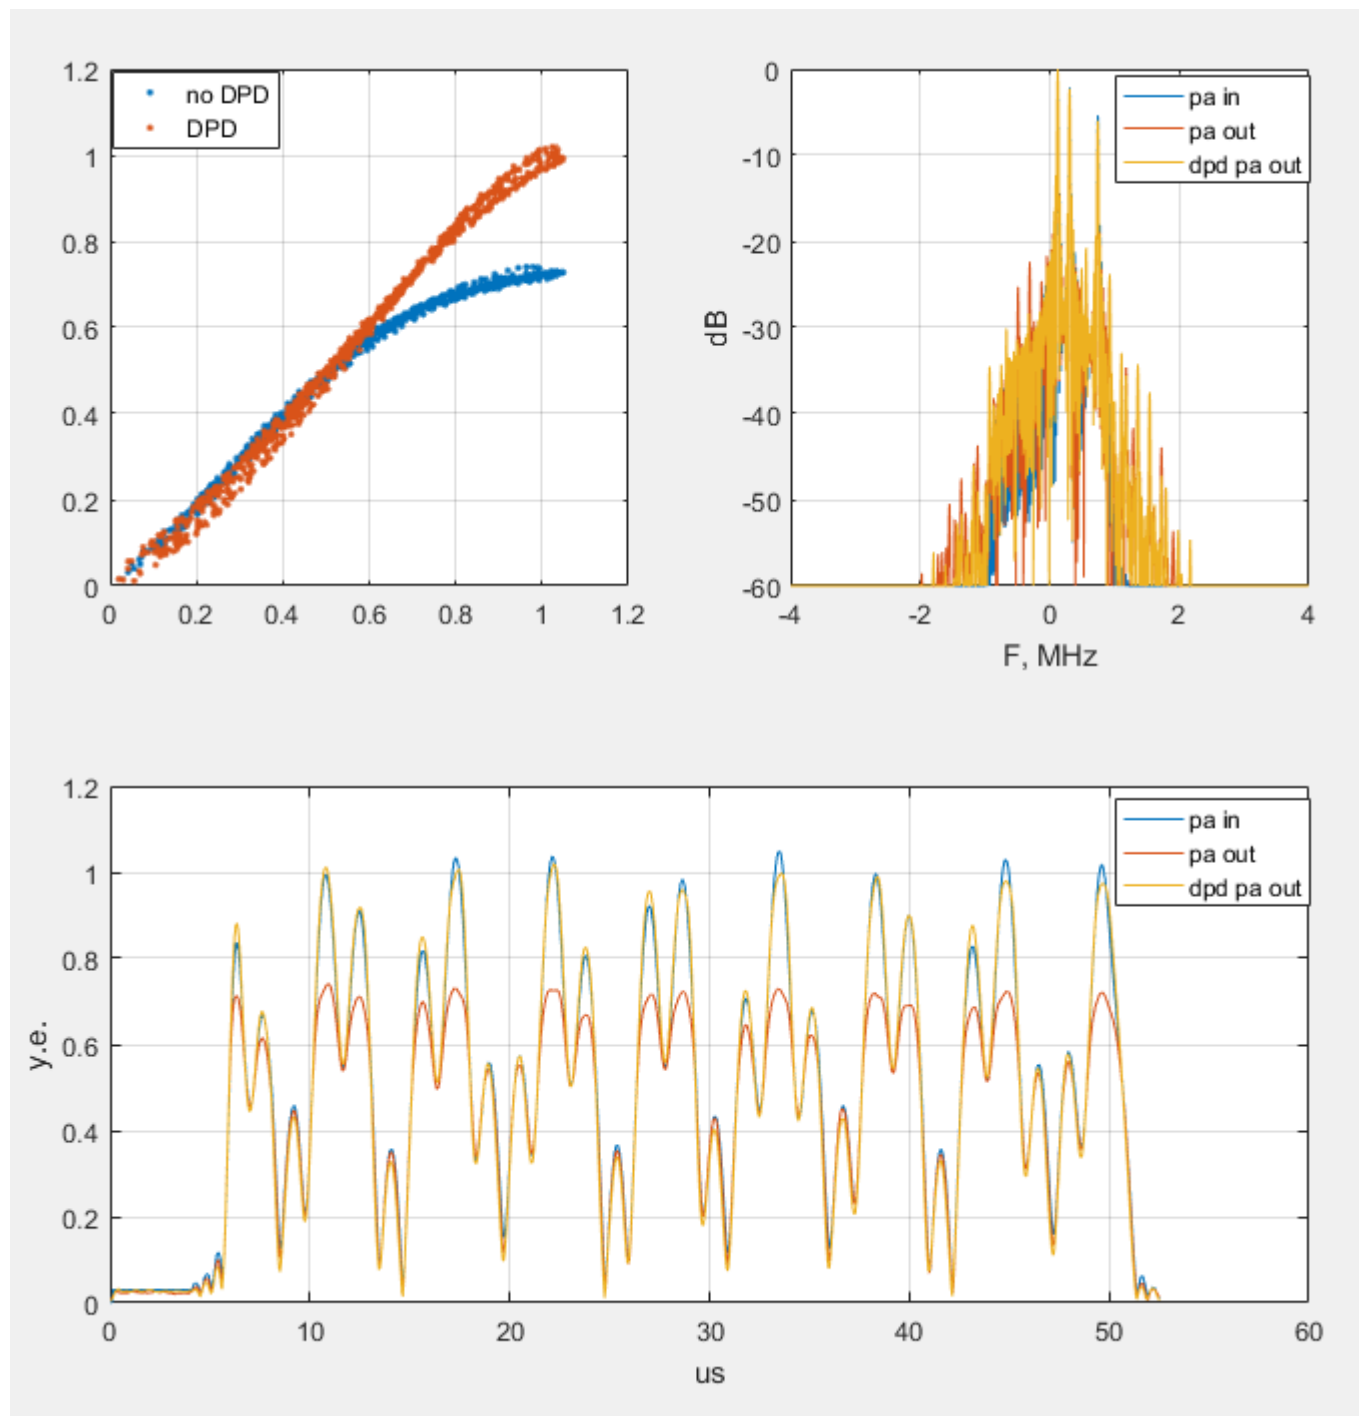 1.2
1
0.8
0.6
0.4
0.2
0
0 0.2 0.4 0.6 0.8 1 1.2
no DPD
DPD
0
-10
-20
-30
-40
-50
-60
dB
-4 -2 0 2 4
F, MHz
pa in
pa out
dpd pa out
1.2
1
0.8
0.6
0.4
0.2
0
y.e.
0 10 20 30 40 50 60
us
pa in
pa out
dpd pa out